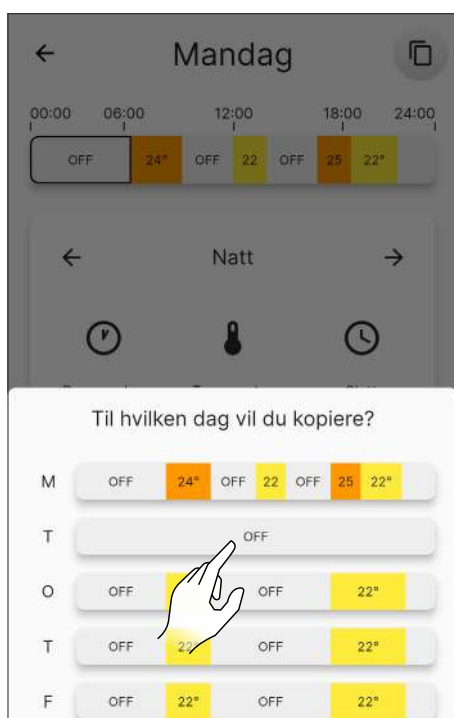 Mandag
00:00 06:00 12:00 18:00 24:00
OFF 24° OFF 22 OFF 25 22°
Natt
Til hvilken dag vil du kopiere?
M OFF 24° OFF 22 OFF 25 22°
T OFF
O OFF OFF 22°
T OFF 22° OFF 22°
F OFF 22° OFF 22°